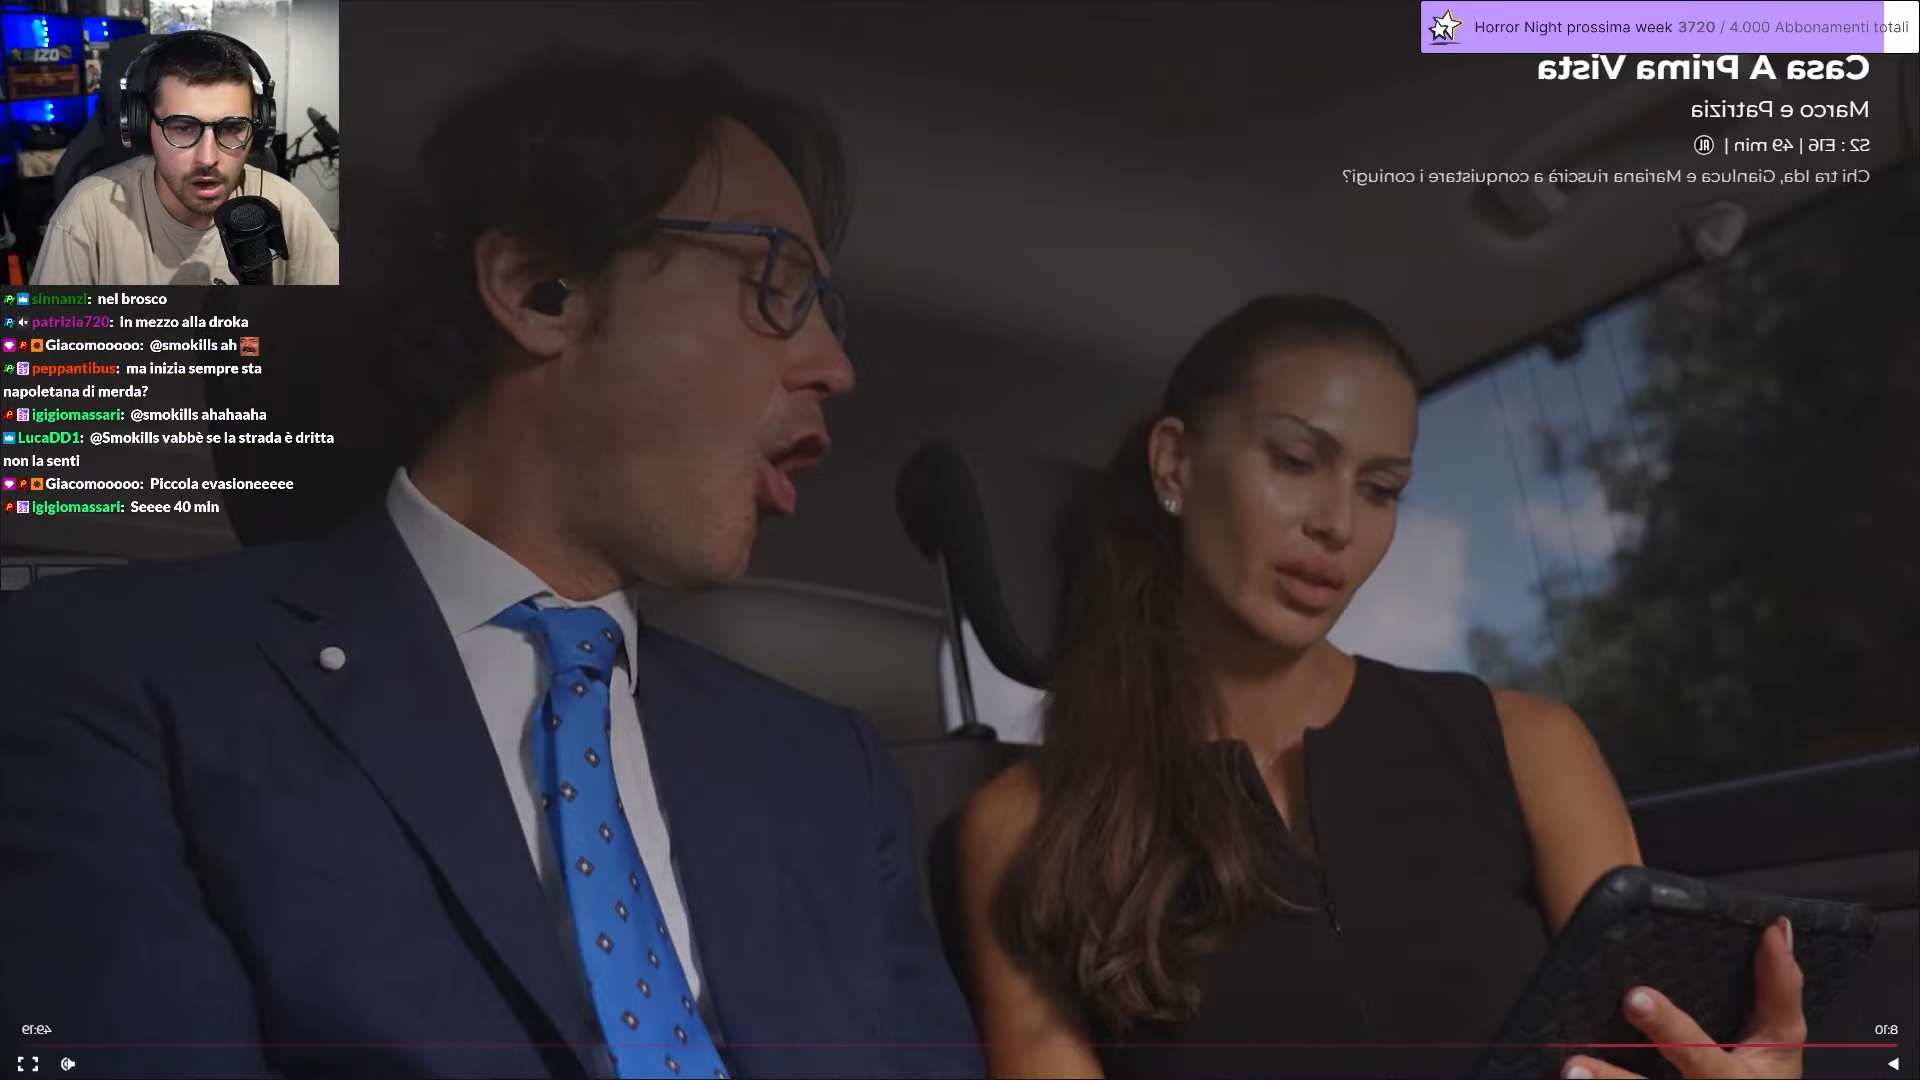 Horror Night prossima week 3720 / 4.000 Abbonamenti totali
Casa A Prima Vista
Marco e Patrizia
S2 : E16 | 49 min |
Chi tra Ida, Gianluca e Mariana riuscirà a conquistare i coniugi?
sinnanzi: nel brosco
patrizia720: in mezzo alla droka
Giacomooooo: @smokills ah
peppantibus: ma inizia sempre sta
napoletana di merda?
igigiomassari: @smokills ahahaaha
LucaDD1: @Smokills vabbè se la strada è dritta
non la senti
Giacomooooo: Piccola evasioneeeee
igigiomassari: Seeee 40 min
49:19
8:10